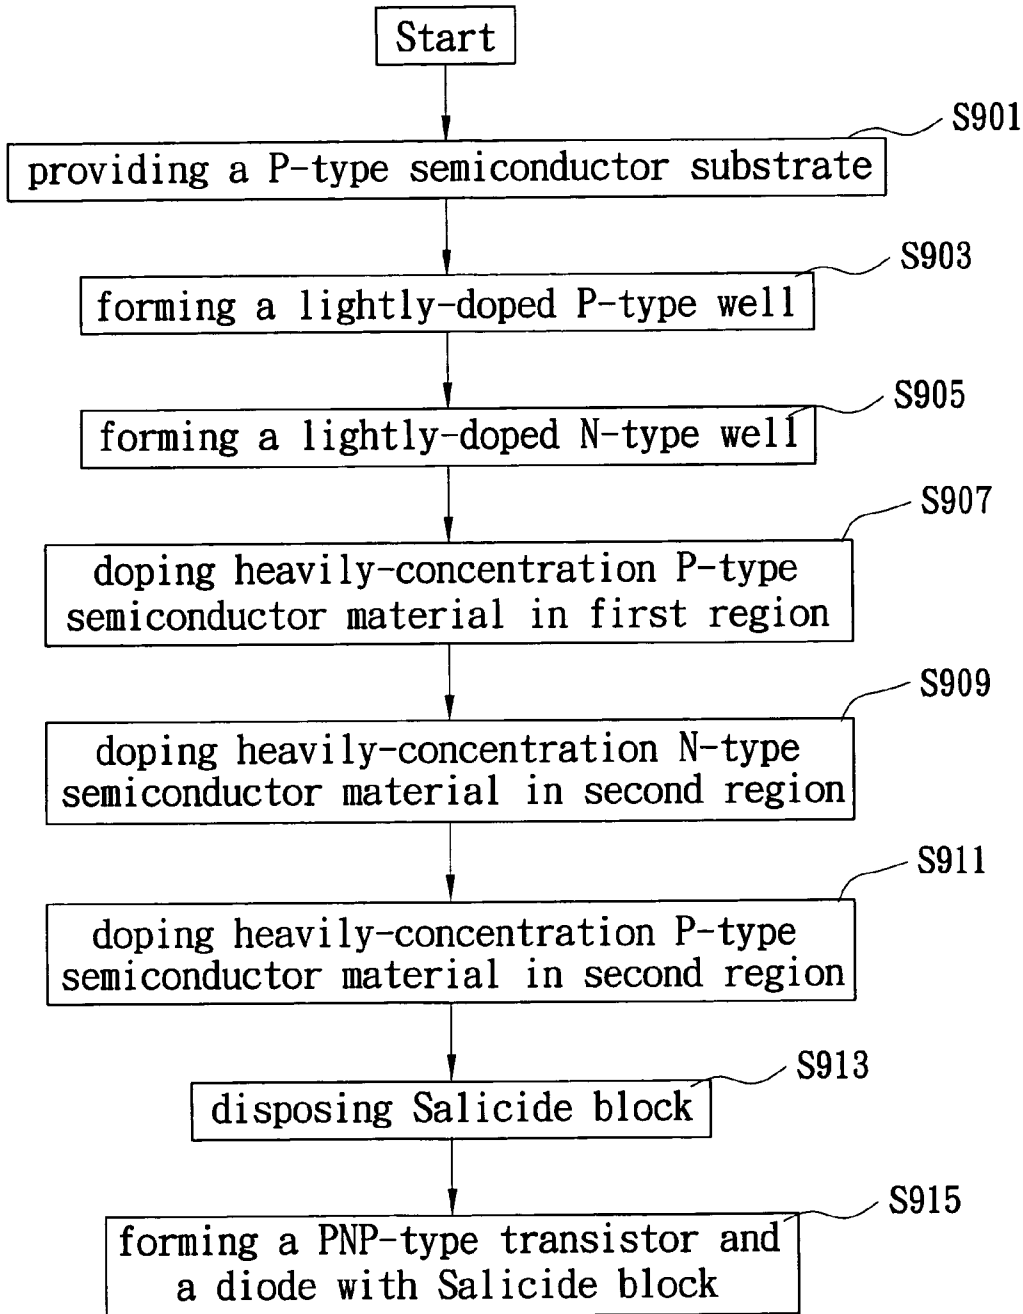 Start
S901
providing a P-type semiconductor substrate
S903
forming a lightly-doped P-type well
S905
forming a lightly-doped N-type well
S907
doping heavily-concentration P-type
semiconductor material in first region
S909
doping heavily-concentration N-type
semiconductor material in second region
S911
doping heavily-concentration P-type
semiconductor material in second region
S913
disposing Salicide block
S915
forming a PNP-type transistor and
a diode with Salicide block